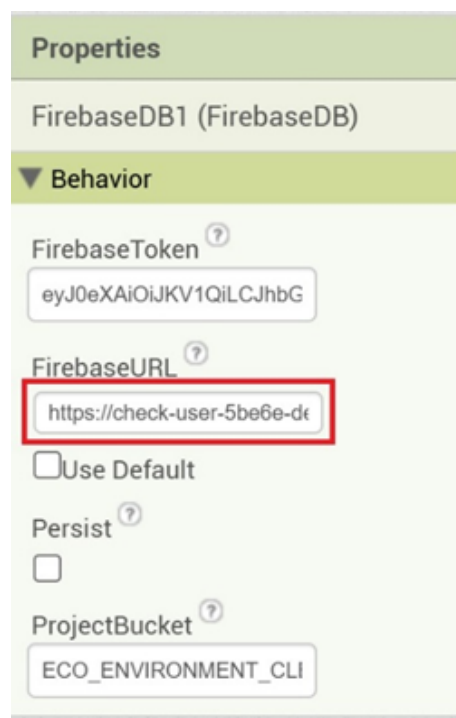 Properties
FirebaseDB1 (FirebaseDB)
Behavior
FirebaseToken ?
eyJ0eXAiOiJKV1QiLCJhbG
FirebaseURL ?
https://check-user-5be6e-de
Use Default
Persist ?
ProjectBucket ?
ECO_ENVIRONMENT_CLI